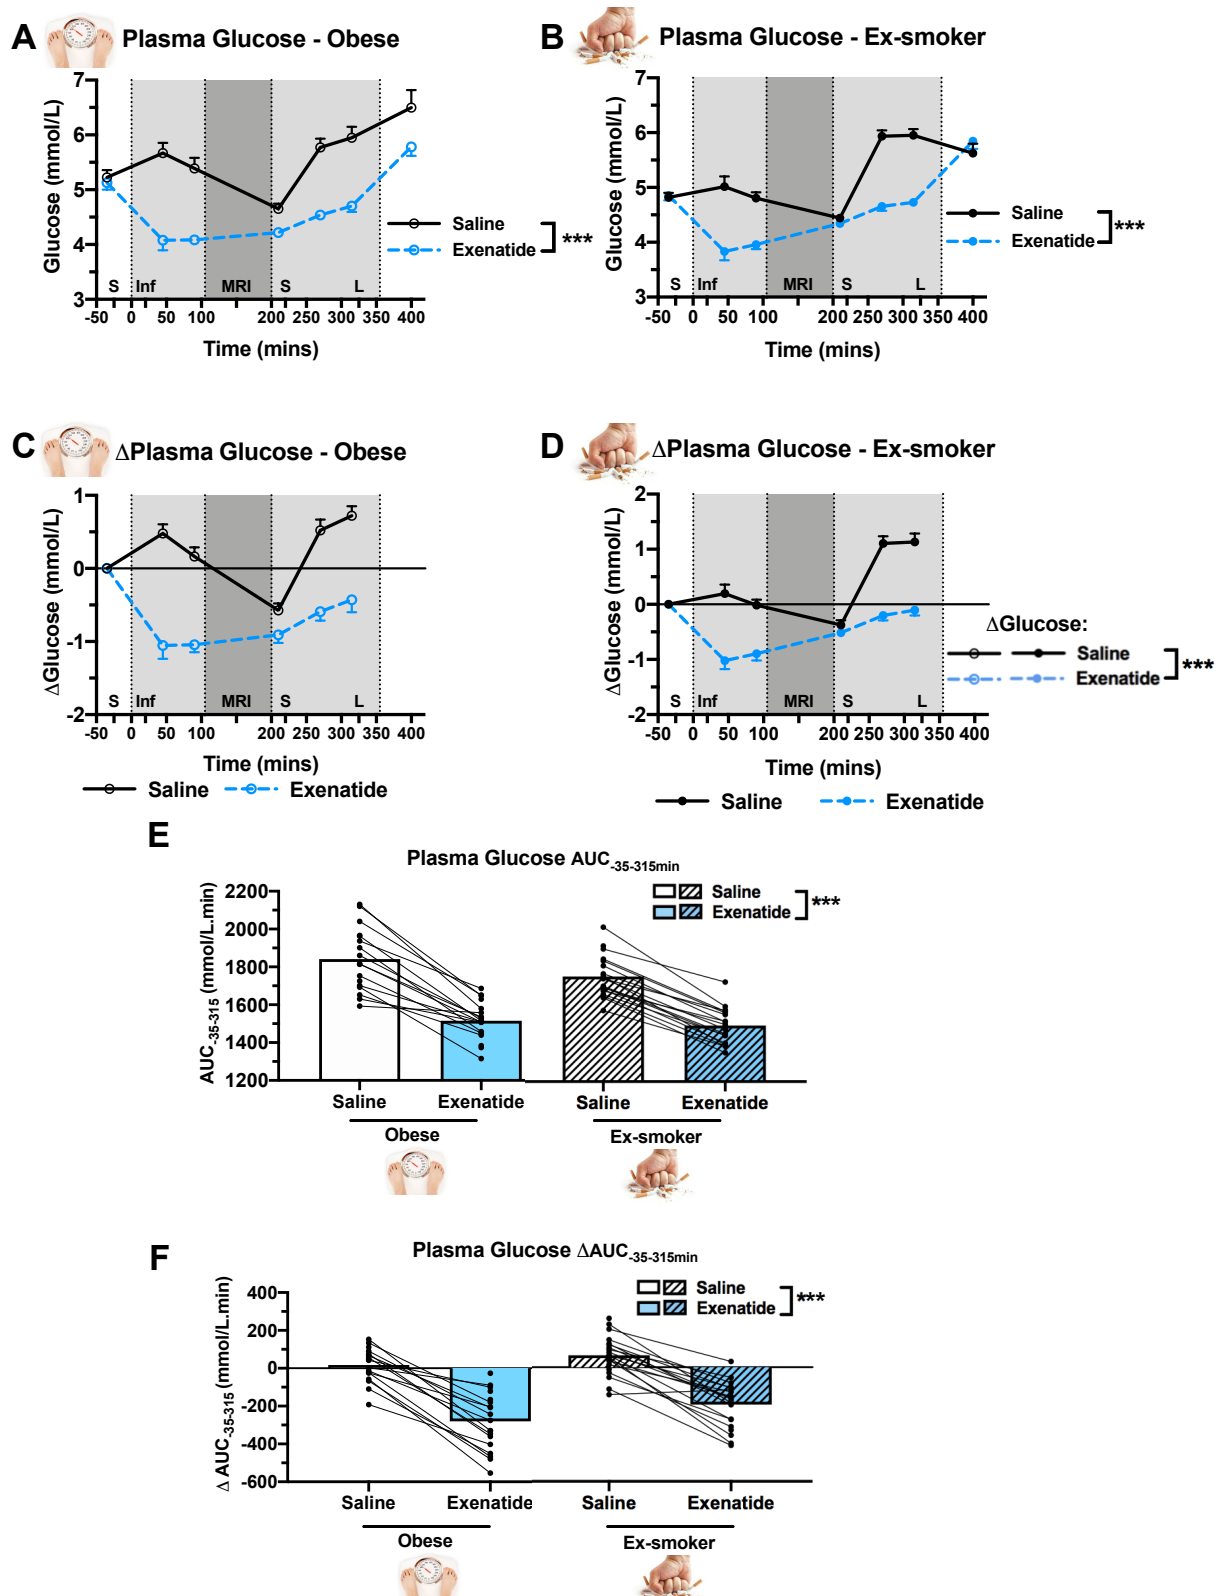 A Plasma Glucose - Obese
Glucose (mmol/L)
7
6
5
4
3
S Inf MRI S L
-50 0 50 100 200 250 300 350 400
Time (mins)
Saline
Exenatide
***
B Plasma Glucose - Ex-smoker
Glucose (mmol/L)
7
6
5
4
3
S Inf MRI S L
-50 0 50 100 200 250 300 350 400
Time (mins)
Saline
Exenatide
***
C ΔPlasma Glucose - Obese
ΔGlucose (mmol/L)
1
0
-1
-2
S Inf MRI S L
-50 0 50 100 200 250 300 350 400
Time (mins)
Saline Exenatide
D ΔPlasma Glucose - Ex-smoker
ΔGlucose (mmol/L)
2
1
0
-1
-2
S Inf MRI S L
-50 0 50 100 200 250 300 350 400
Time (mins)
Saline Exenatide
ΔGlucose:
Saline
Exenatide
***
E
Plasma Glucose AUC-35-315min
Saline
Exenatide
***
AUC-35-315 (mmol/L.min)
2200
2000
1800
1600
1400
1200
Saline Exenatide Saline Exenatide
Obese Ex-smoker
F
Plasma Glucose ΔAUC-35-315min
Saline
Exenatide
***
Δ AUC-35-315 (mmol/L.min)
400
200
0
-200
-400
-600
Saline Exenatide Saline Exenatide
Obese Ex-smoker